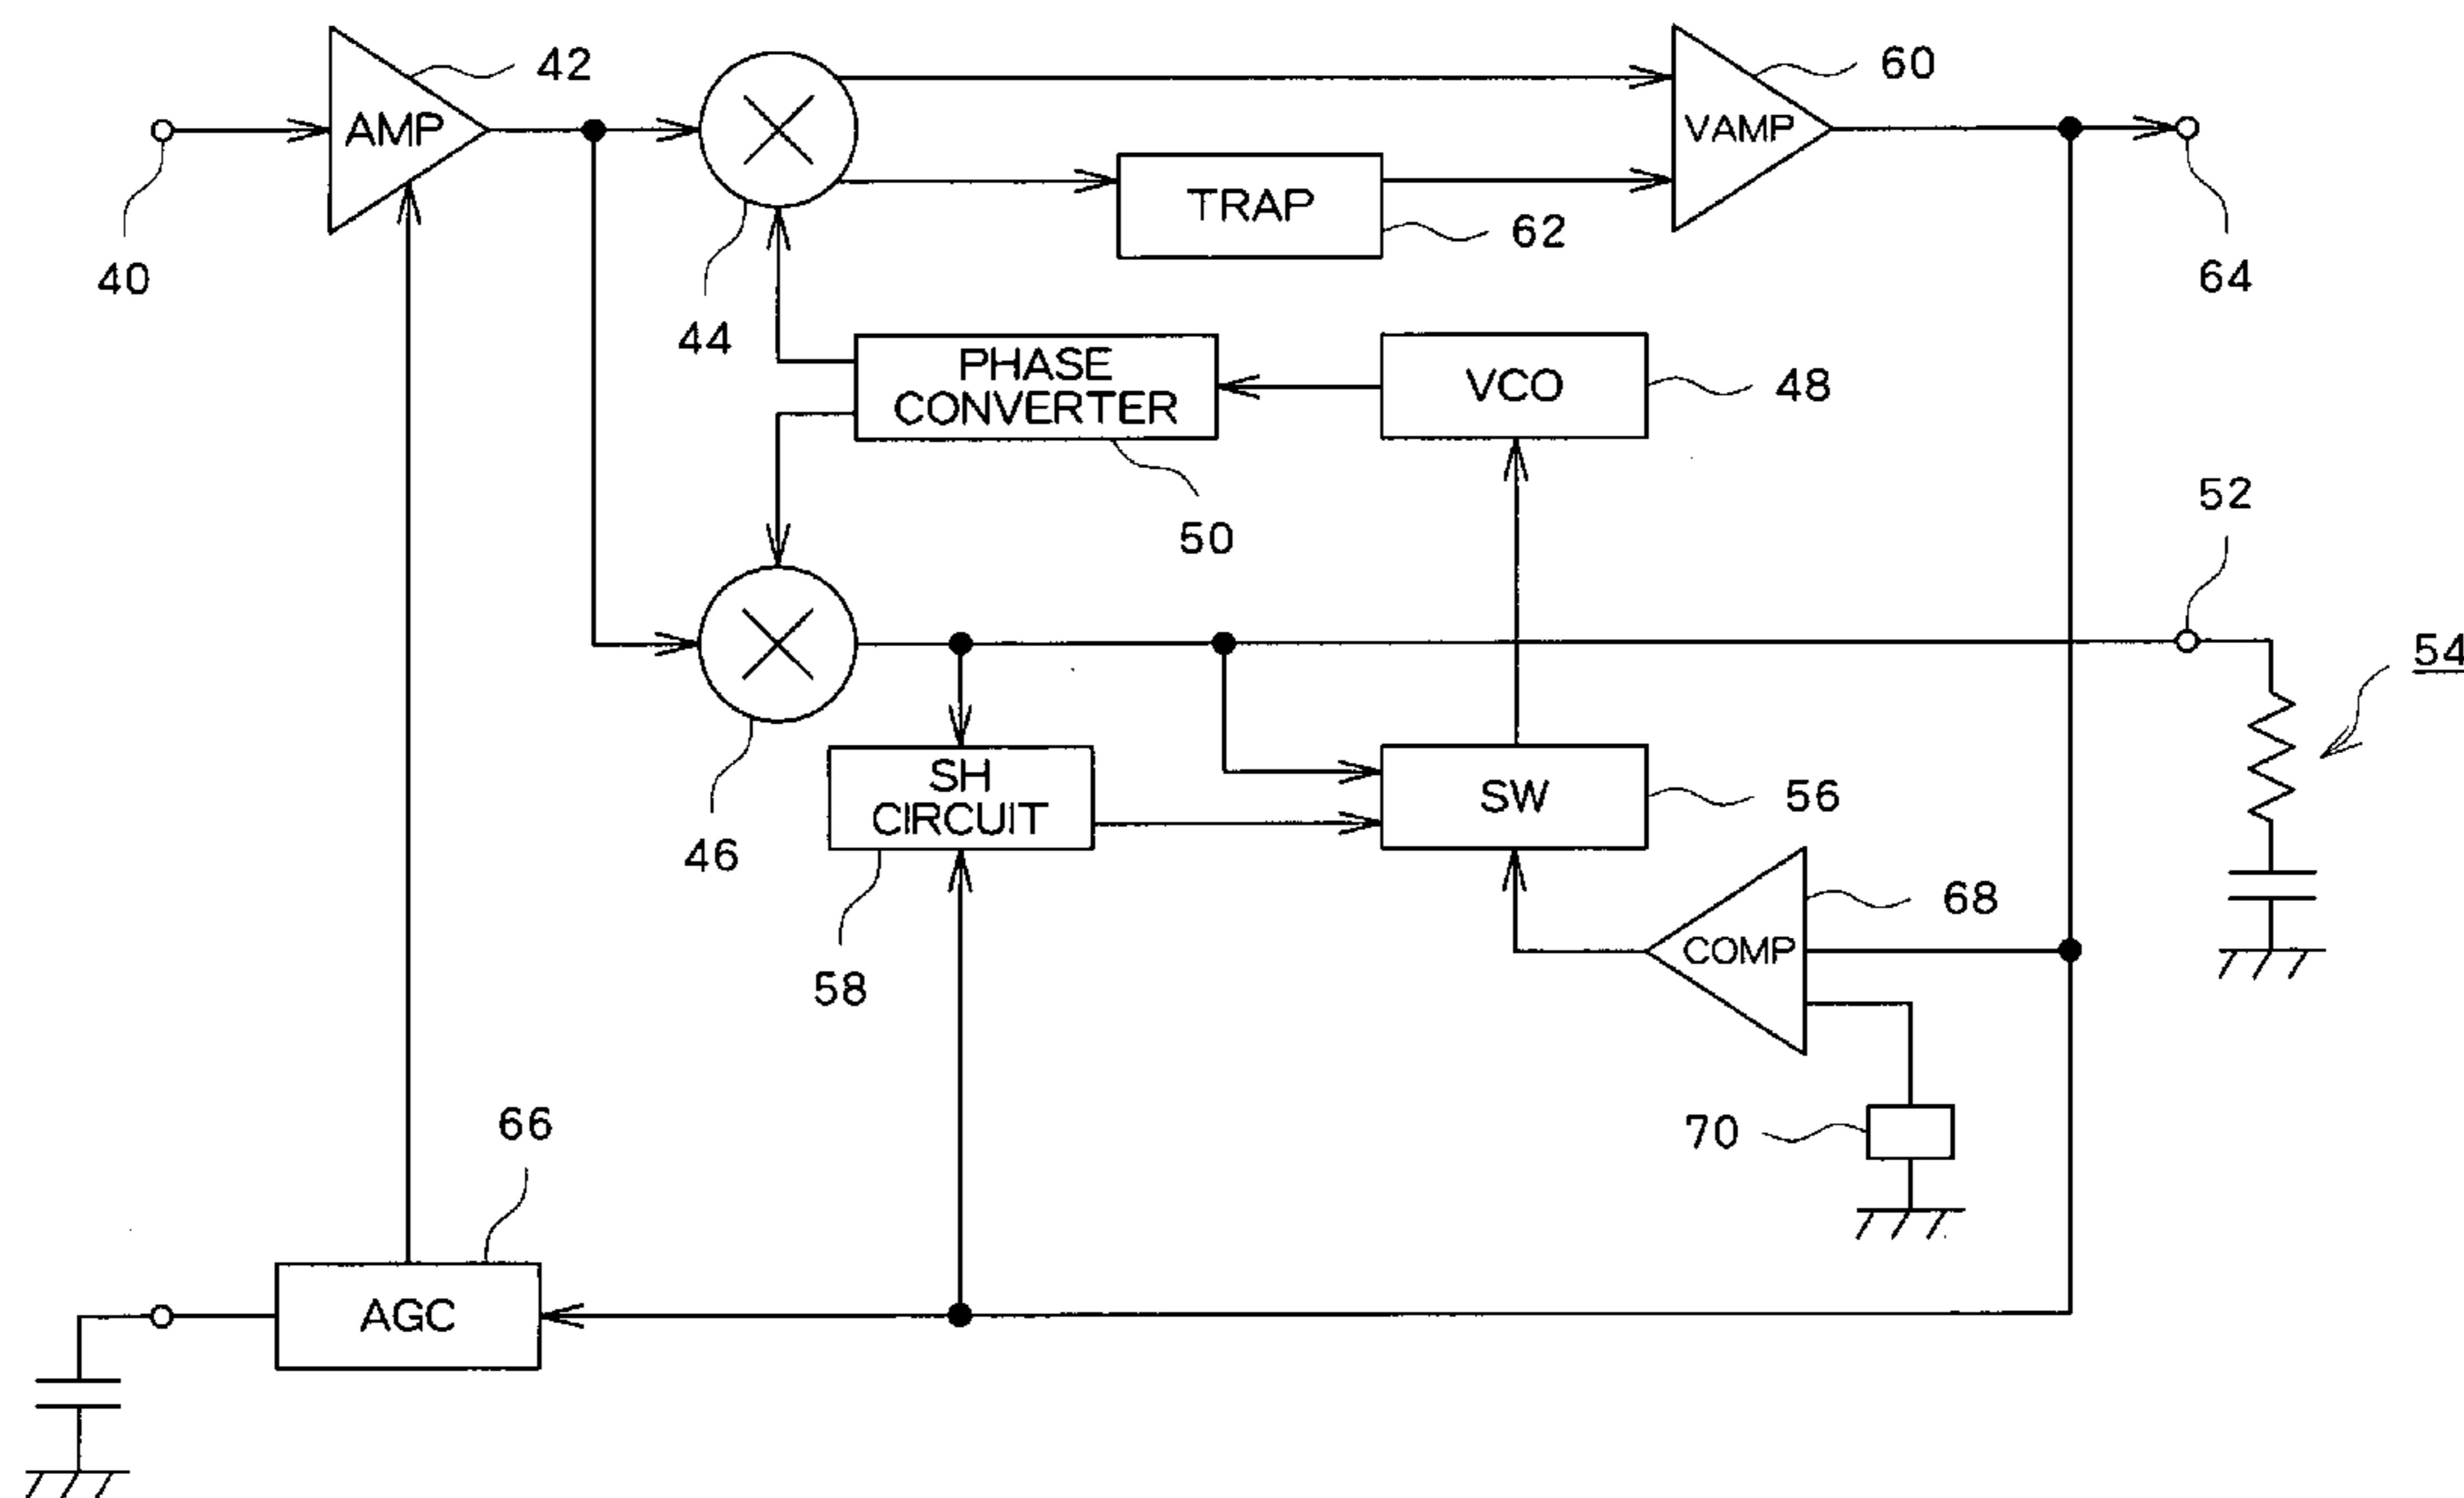 42
60
AMP
VAMP
TRAP
62
40
64
44
PHASE
CONVERTER
VCO
48
52
50
54
SH
CIRCUIT
SW
56
46
68
COMP
58
66
70
AGC